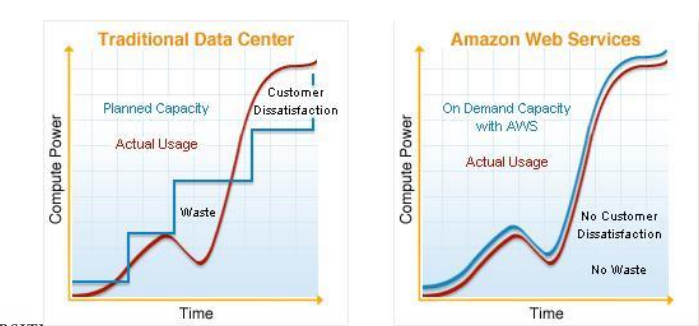 Traditional Data Center
Compute Power
Planned Capacity
Actual Usage
Customer
Dissatisfaction
Waste
Time
Amazon Web Services
Compute Power
On Demand Capacity
with AWS
Actual Usage
No Customer
Dissatisfaction
No Waste
Time